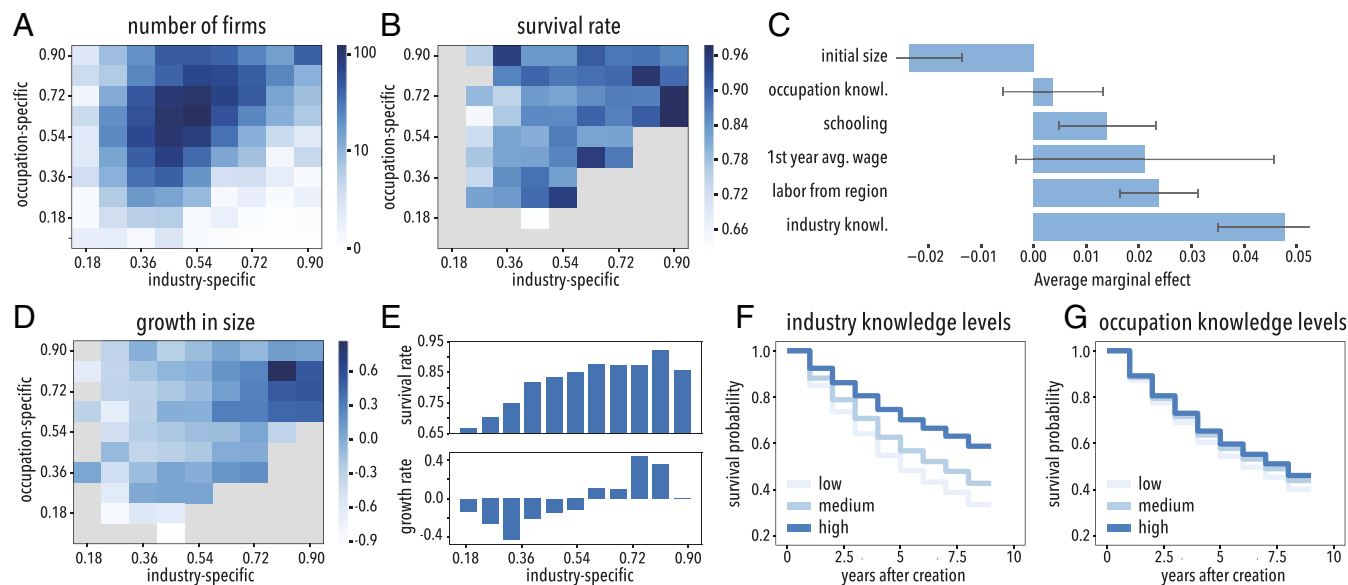 A
number of firms
occupation-specific
0.90
0.72
0.54
0.36
0.18
0.18
0.36
0.54
0.72
0.90
industry-specific
100
10
0
B
survival rate
occupation-specific
0.90
0.72
0.54
0.36
0.18
0.18
0.36
0.54
0.72
0.90
industry-specific
0.96
0.90
0.84
0.78
0.72
0.66
C
initial size
occupation knowl.
schooling
1st year avg. wage
labor from region
industry knowl.
−0.02
−0.01
0.00
0.01
0.02
0.03
0.04
0.05
Average marginal effect
D
growth in size
occupation-specific
0.90
0.72
0.54
0.36
0.18
0.18
0.36
0.54
0.72
0.90
industry-specific
0.6
0.3
0.0
-0.3
-0.6
-0.9
E
survival rate
0.95
0.85
0.75
0.65
growth rate
0.4
0.0
-0.4
0.18
0.36
0.54
0.72
0.90
industry-specific
F
industry knowledge levels
survival probability
1.0
0.8
0.6
0.4
0.2
low
medium
high
0
2.5
5
7.5
10
years after creation
G
occupation knowledge levels
survival probability
1.0
0.8
0.6
0.4
0.2
low
medium
high
0
2.5
5
7.5
10
years after creation